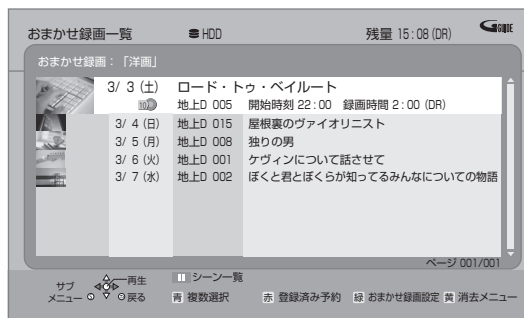 おまかせ録画一覧 HDD 残量 15:08 (DR) GGUIDE
おまかせ録画：「洋画」
3/ 3 (土) ロード・トゥ・ベイルート
地上D 005 開始時刻 22:00 録画時間 2:00 (DR)
3/ 4 (日) 地上D 015 屋根裏のヴァイオリニスト
3/ 5 (月) 地上D 008 独りの男
3/ 6 (火) 地上D 001 ケヴィンについて話させて
3/ 7 (水) 地上D 002 ぼくと君とぼくらが知ってるみんなについての物語
ページ 001/001
サブメニュー 再生 戻る シーン一覧
青 複数選択 赤 登録済み予約 緑 おまかせ録画設定 黄 消去メニュー